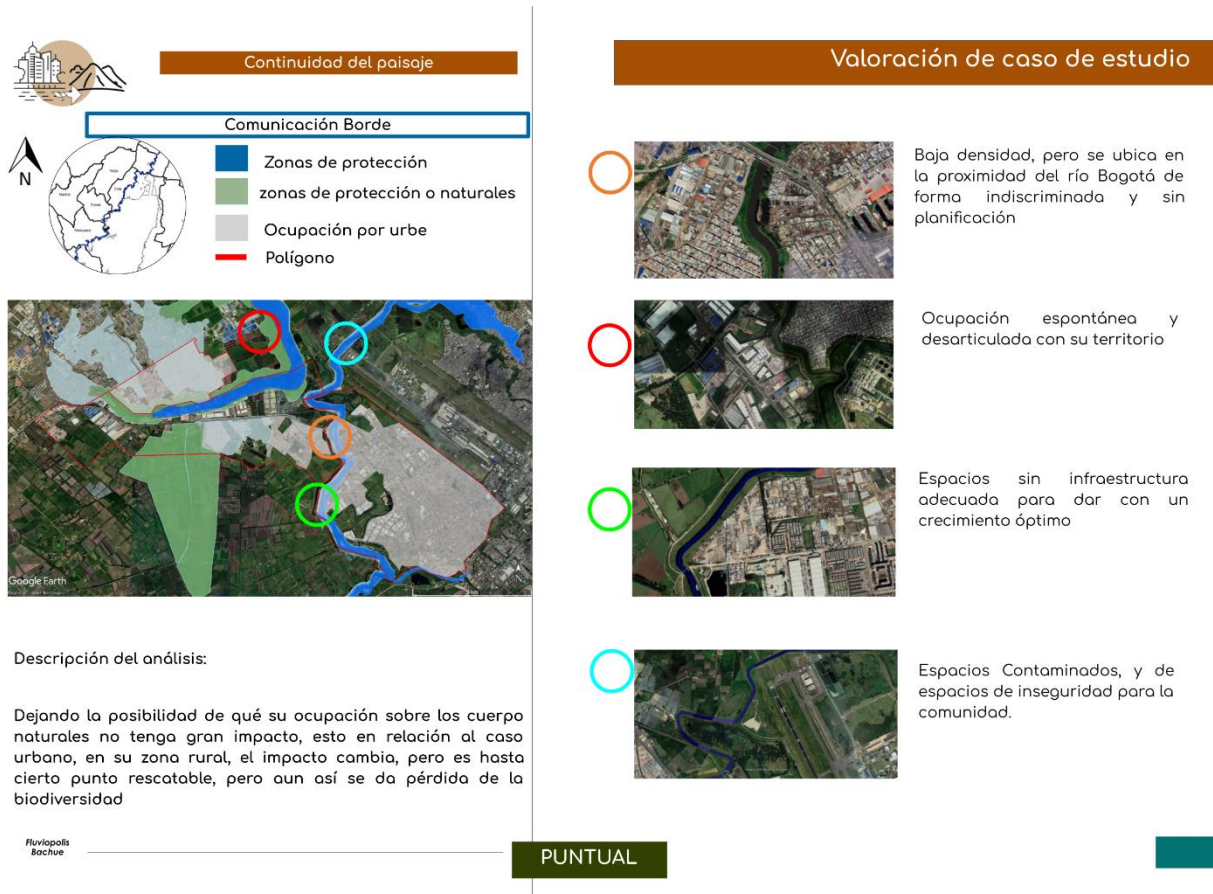 Continuidad del paisaje
Comunicación Borde
N
Zonas de protección
zonas de protección o naturales
Ocupación por urbe
Polígono
Google Earth
Descripción del análisis:
Dejando la posibilidad de qué su ocupación sobre los cuerpo
naturales no tenga gran impacto, esto en relación al caso
urbano, en su zona rural, el impacto cambia, pero es hasta
cierto punto rescatable, pero aun así se da pérdida de la
biodiversidad
Fluviopolis
Bachue
PUNTUAL
Valoración de caso de estudio
Baja densidad, pero se ubica en
la proximidad del río Bogotá de
forma indiscriminada y sin
planificación
Ocupación espontánea y
desarticulada con su territorio
Espacios sin infraestructura
adecuada para dar con un
crecimiento óptimo
Espacios Contaminados, y de
espacios de inseguridad para la
comunidad.